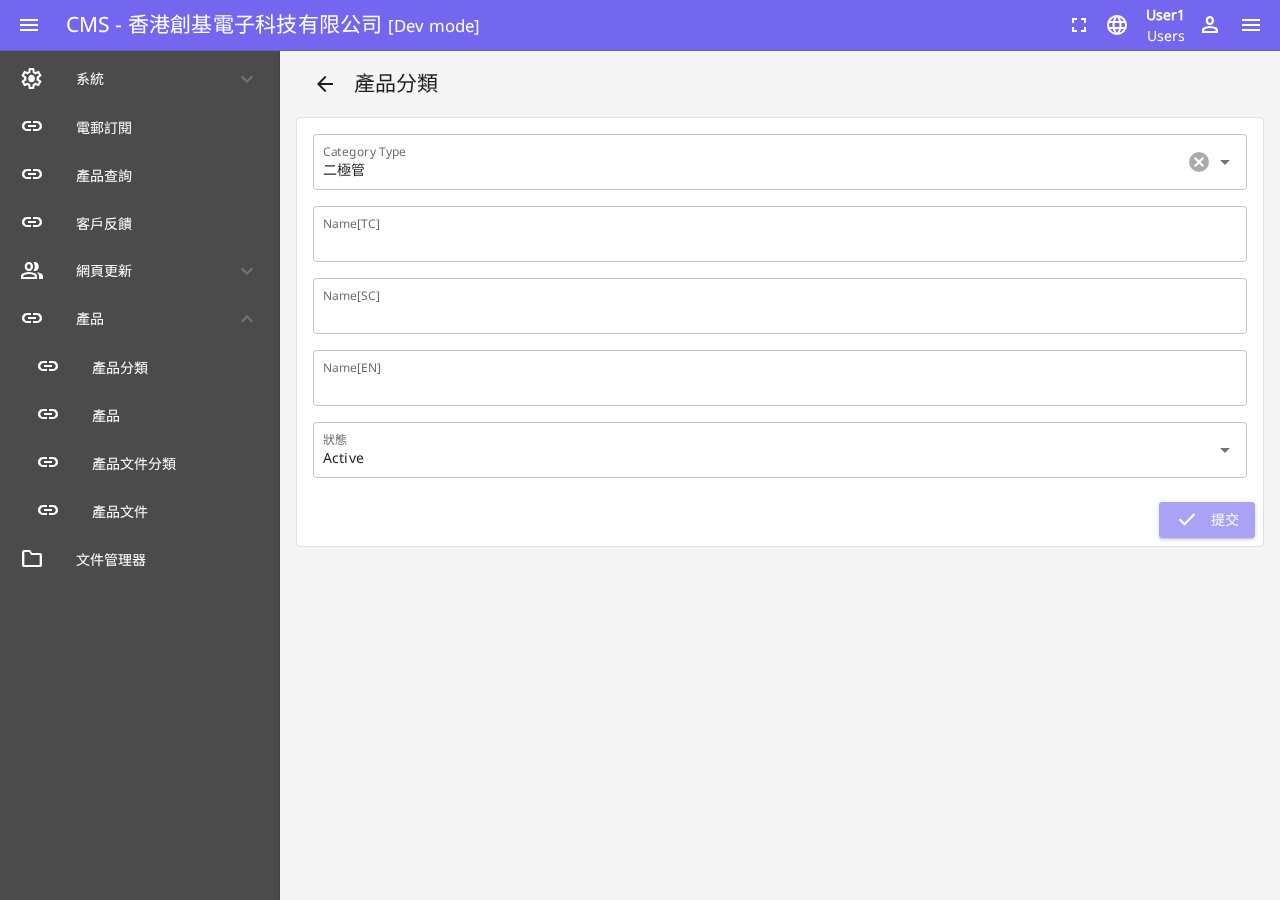 CMS - 香港創基電子科技有限公司 [Dev mode]
User1
Users
系統
電郵訂閱
產品查詢
客戶反饋
網頁更新
產品
產品分類
產品
產品文件分類
產品文件
文件管理器
產品分類
Category Type
二極管
Name[TC]
Name[SC]
Name[EN]
狀態
Active
提交